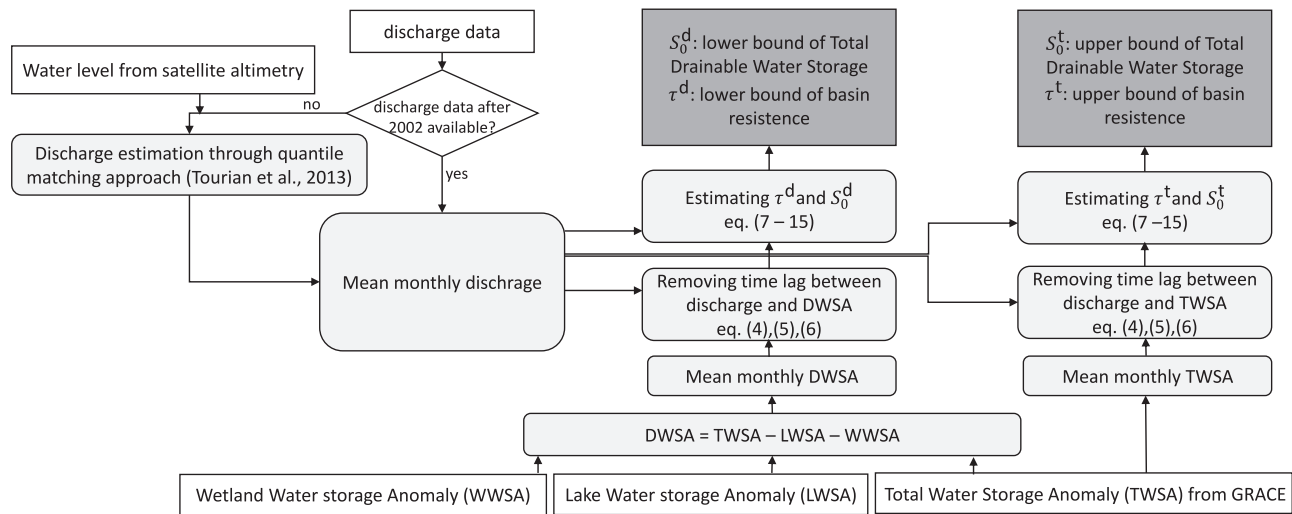 discharge data
Water level from satellite altimetry
no
discharge data after
2002 available?
yes
Discharge estimation through quantile
matching approach (Tourian et al., 2013)
Mean monthly dischrage
S₀ᵈ: lower bound of Total
Drainable Water Storage
τᵈ: lower bound of basin
resistence
S₀ᵗ: upper bound of Total
Drainable Water Storage
τᵗ: upper bound of basin
resistence
Estimating τᵈ and S₀ᵈ
eq. (7 – 15)
Estimating τᵗ and S₀ᵗ
eq. (7 –15)
Removing time lag between
discharge and DWSA
eq. (4),(5),(6)
Removing time lag between
discharge and TWSA
eq. (4),(5),(6)
Mean monthly DWSA
Mean monthly TWSA
DWSA = TWSA – LWSA – WWSA
Wetland Water storage Anomaly (WWSA)
Lake Water storage Anomaly (LWSA)
Total Water Storage Anomaly (TWSA) from GRACE